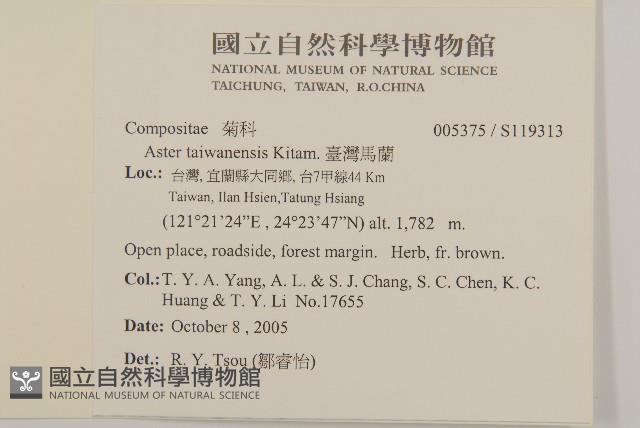 國立自然科學博物館
NATIONAL MUSEUM OF NATURAL SCIENCE
TAICHUNG, TAIWAN, R.O.CHINA
Compositae 菊科 005375 / S119313
Aster taiwanensis Kitam. 臺灣馬蘭
Loc.: 台灣, 宜蘭縣大同鄉, 台7甲線44 Km
Taiwan, Ilan Hsien,Tatung Hsiang
(121°21'24”E , 24°23'47”N) alt. 1,782 m.
Open place, roadside, forest margin. Herb, fr. brown.
Col.: T. Y. A. Yang, A. L. & S. J. Chang, S. C. Chen, K. C.
Huang & T. Y. Li No.17655
Date: October 8 , 2005
Det.: R. Y. Tsou (鄒睿怡)
國立自然科學博物館
NATIONAL MUSEUM OF NATURAL SCIENCE